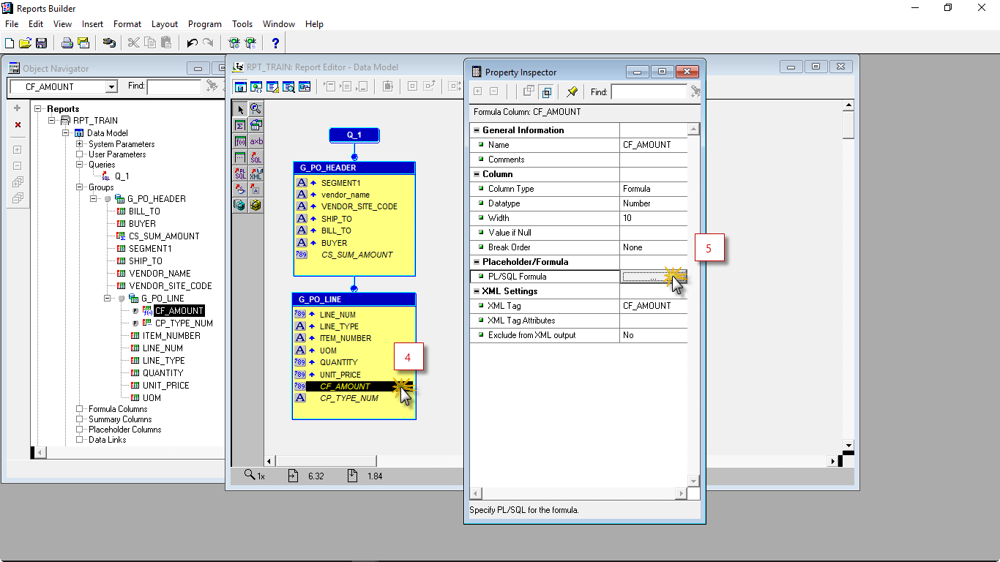 Reports Builder
File Edit View Insert Format Layout Program Tools Window Help
Object Navigator
CF_AMOUNT
Find:
Reports
RPT_TRAIN
Data Model
System Parameters
User Parameters
Queries
Q_1
Groups
G_PO_HEADER
BILL_TO
BUYER
CS_SUM_AMOUNT
SEGMENT1
SHIP_TO
VENDOR_NAME
VENDOR_SITE_CODE
G_PO_LINE
CF_AMOUNT
CP_TYPE_NUM
ITEM_NUMBER
LINE_NUM
LINE_TYPE
QUANTITY
UNIT_PRICE
UOM
Formula Columns
Summary Columns
Placeholder Columns
Data Links
RPT_TRAIN: Report Editor - Data Model
Q_1
G_PO_HEADER
A SEGMENT1
A vendor_name
A VENDOR_SITE_CODE
A SHIP_TO
A BILL_TO
A BUYER
?89 CS_SUM_AMOUNT
G_PO_LINE
?89 LINE_NUM
A LINE_TYPE
A ITEM_NUMBER
A UOM
?89 QUANTITY
?89 UNIT_PRICE
?89 CF_AMOUNT
A CP_TYPE_NUM
4
1x 6.32 1.84
Property Inspector
Find:
Formula Column: CF_AMOUNT
General Information
Name CF_AMOUNT
Comments
Column
Column Type Formula
Datatype Number
Width 10
Value if Null
Break Order None
Placeholder/Formula
PL/SQL Formula ...
XML Settings
XML Tag CF_AMOUNT
XML Tag Attributes
Exclude from XML output No
Specify PL/SQL for the formula.
5